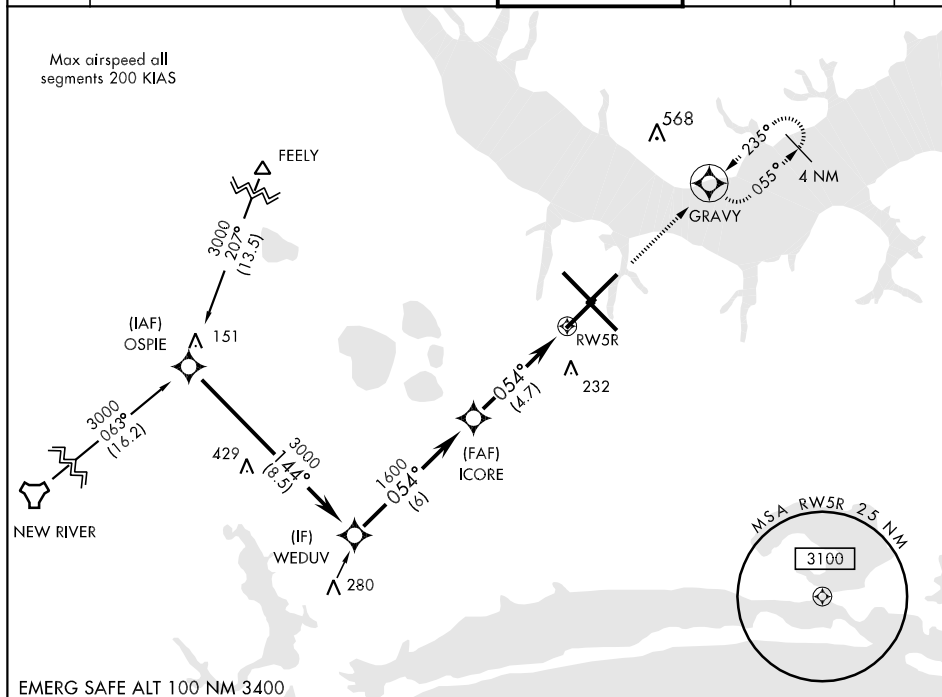 Max airspeed all
segments 200 KIAS
568
FEELY
235°
055°
4 NM
GRAVY
3000
207°
(13.5)
(IAF)
OSPIE
151
RW5R
232
3000
063°
(16.2)
054°
(4.7)
429
3000
144°
(8.5)
(FAF)
ICORE
1600
054°
(6)
NEW RIVER
(IF)
WEDUV
280
MSA RW5R 25 NM
3100
EMERG SAFE ALT 100 NM 3400